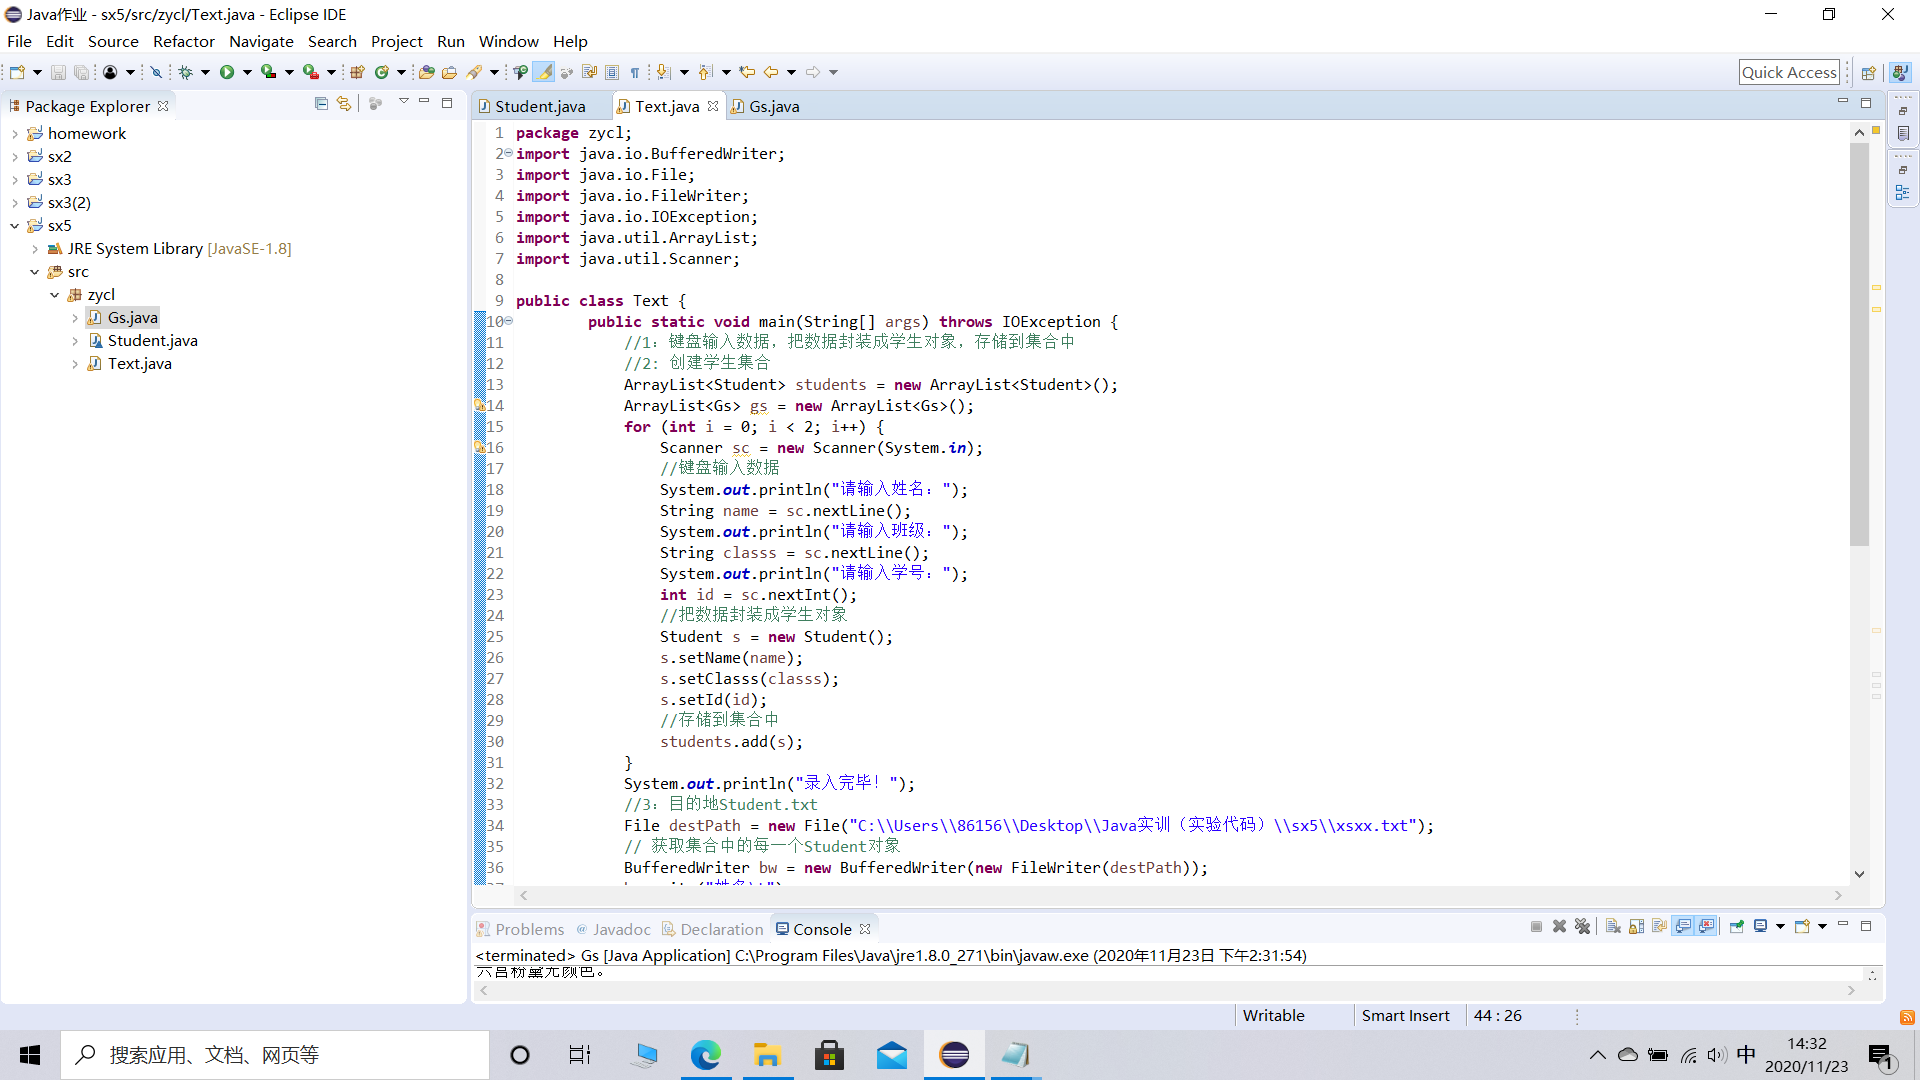 Java作业 - sx5/src/zycl/Text.java - Eclipse IDE
File Edit Source Refactor Navigate Search Project Run Window Help
Quick Access
Package Explorer
homework
sx2
sx3
sx3(2)
sx5
JRE System Library [JavaSE-1.8]
src
zycl
Gs.java
Student.java
Text.java
Student.java Text.java Gs.java
1 package zycl;
2 import java.io.BufferedWriter;
3 import java.io.File;
4 import java.io.FileWriter;
5 import java.io.IOException;
6 import java.util.ArrayList;
7 import java.util.Scanner;
8
9 public class Text {
10 public static void main(String[] args) throws IOException {
11 //1：键盘输入数据，把数据封装成学生对象，存储到集合中
12 //2: 创建学生集合
13 ArrayList<Student> students = new ArrayList<Student>();
14 ArrayList<Gs> gs = new ArrayList<Gs>();
15 for (int i = 0; i < 2; i++) {
16 Scanner sc = new Scanner(System.in);
17 //键盘输入数据
18 System.out.println("请输入姓名：");
19 String name = sc.nextLine();
20 System.out.println("请输入班级：");
21 String classs = sc.nextLine();
22 System.out.println("请输入学号：");
23 int id = sc.nextInt();
24 //把数据封装成学生对象
25 Student s = new Student();
26 s.setName(name);
27 s.setClasss(classs);
28 s.setId(id);
29 //存储到集合中
30 students.add(s);
31 }
32 System.out.println("录入完毕！");
33 //3：目的地Student.txt
34 File destPath = new File("C:\\Users\\86156\\Desktop\\Java实训（实验代码）\\sx5\\xsxx.txt");
35 // 获取集合中的每一个Student对象
36 BufferedWriter bw = new BufferedWriter(new FileWriter(destPath));
Problems Javadoc Declaration Console
<terminated> Gs [Java Application] C:\Program Files\Java\jre1.8.0_271\bin\javaw.exe (2020年11月23日 下午2:31:54)
六宫粉黛无颜色。
Writable Smart Insert 44 : 26
搜索应用、文档、网页等
中
14:32
2020/11/23
1